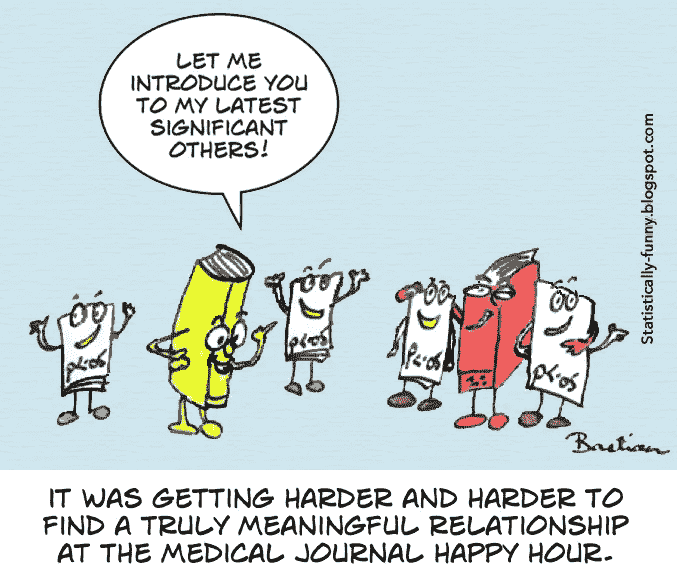 LET ME
INTRODUCE YOU
TO MY LATEST
SIGNIFICANT
OTHERS!
Statistically-funny.blogspot.com
p<.05
p<.05
p<.05
p<.05
Bastian
IT WAS GETTING HARDER AND HARDER TO
FIND A TRULY MEANINGFUL RELATIONSHIP
AT THE MEDICAL JOURNAL HAPPY HOUR.